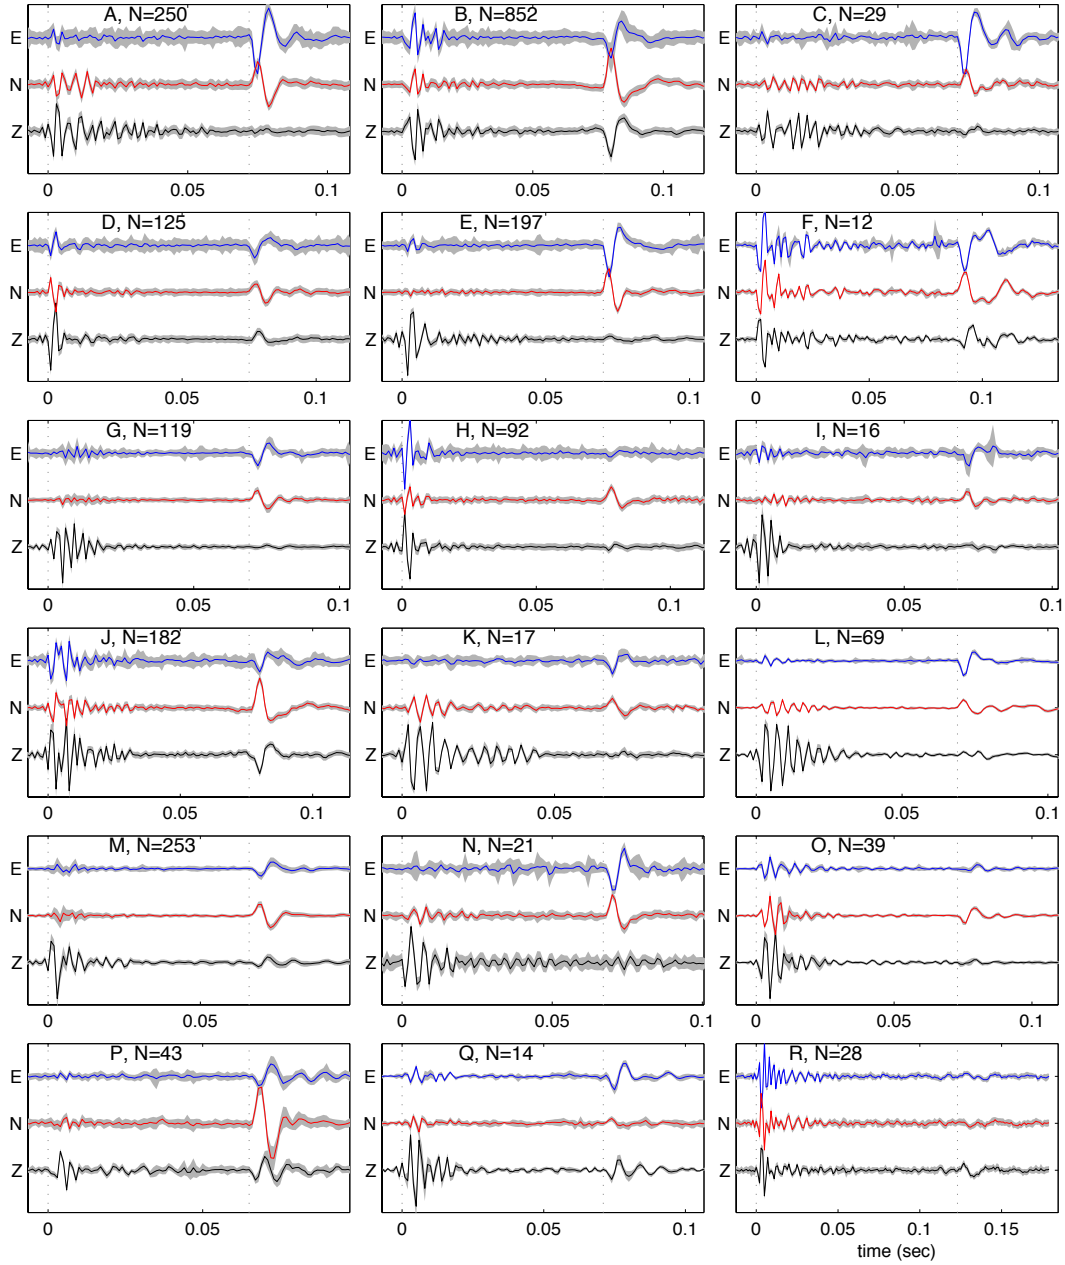 A, N=250
E
N
Z
0 0.05 0.1
B, N=852
0 0.05 0.1
C, N=29
E
N
Z
0 0.05 0.1
D, N=125
E
N
Z
0 0.05 0.1
E, N=197
0 0.05 0.1
F, N=12
E
N
Z
0 0.05 0.1
G, N=119
E
N
Z
0 0.05 0.1
H, N=92
0 0.05 0.1
I, N=16
E
N
Z
0 0.05 0.1
J, N=182
E
N
Z
0 0.05 0.1
K, N=17
0 0.05
L, N=69
E
N
Z
0 0.05 0.1
M, N=253
E
N
Z
0 0.05
N, N=21
E
N
Z
0 0.05 0.1
O, N=39
E
N
Z
0 0.05 0.1
P, N=43
E
N
Z
0 0.05
Q, N=14
E
N
Z
0 0.05 0.1
R, N=28
E
N
Z
0 0.05 0.1 0.15
time (sec)